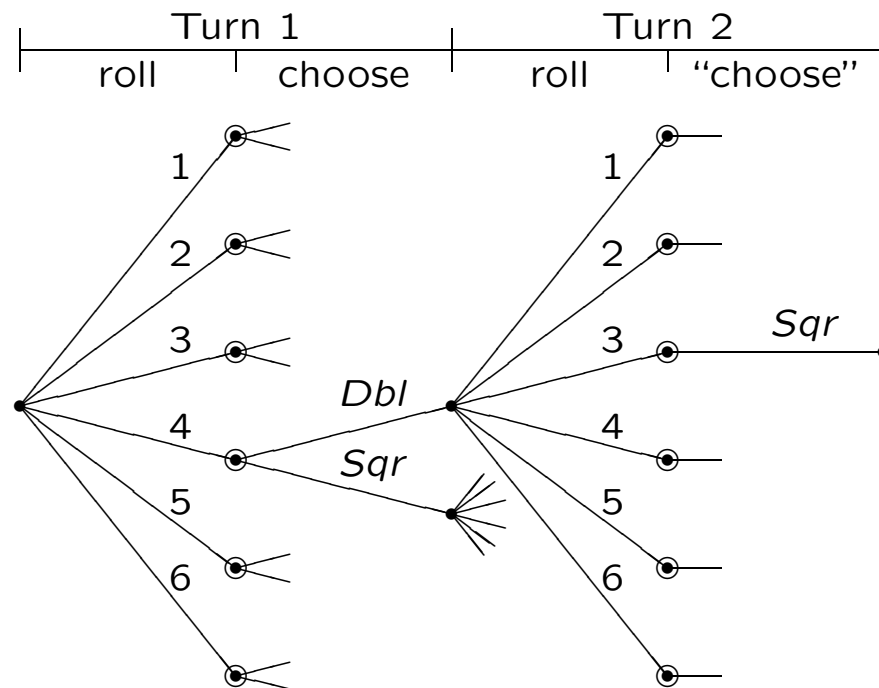 Turn 1 Turn 2
roll choose roll “choose”
1 1
2 2
Sqr
3 3
Dbl
4 4
Sqr
5 5
6 6